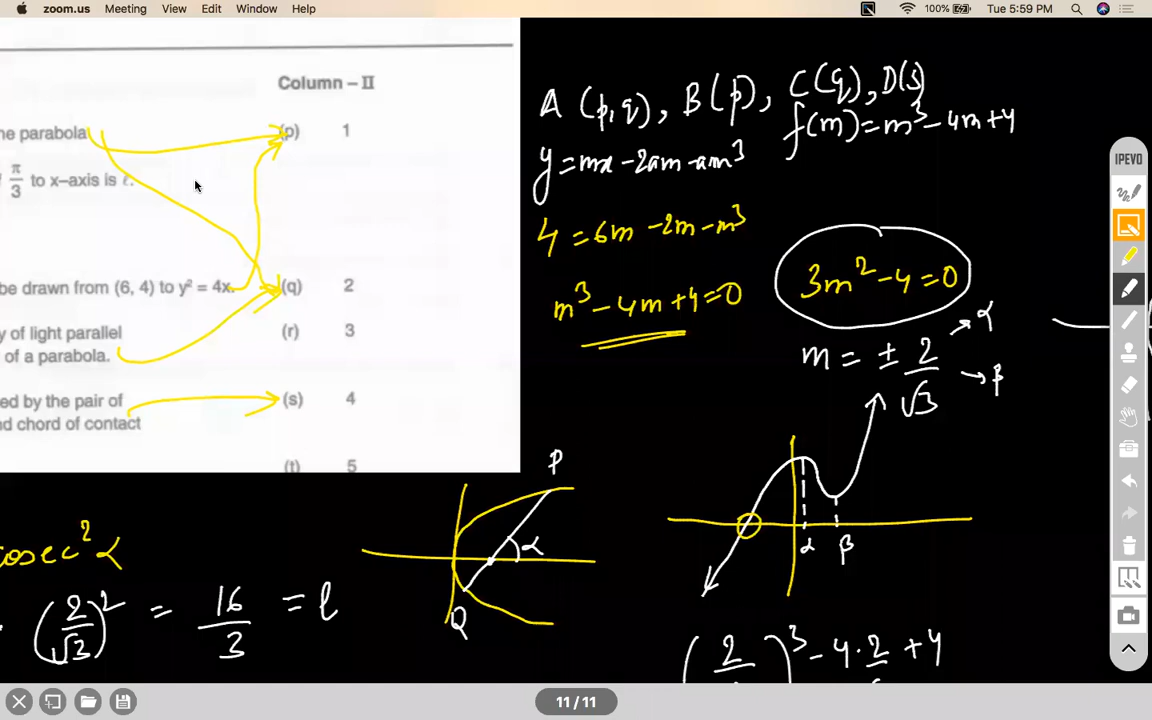 zoom.us Meeting View Edit Window Help 100% Tue 5:59 PM
Column – II
he parabola (p) 1
π/3 to x–axis is ℓ.
be drawn from (6, 4) to y² = 4x. (q) 2
y of light parallel (r) 3
of a parabola.
ed by the pair of (s) 4
nd chord of contact
(t) 5
A (p,q), B(p), C(q), D(s)
f(m)=m³-4m+4
y=mx-2am-am³
4=6m-2m-m³
m³-4m+4=0
3m²-4=0
m = ± 2/√3
α
β
P
α
Q
α β
cosec²α
(2/√3)² = 16/3 = l
(2/ )³-4·2/ +4
IPEVO
11 / 11